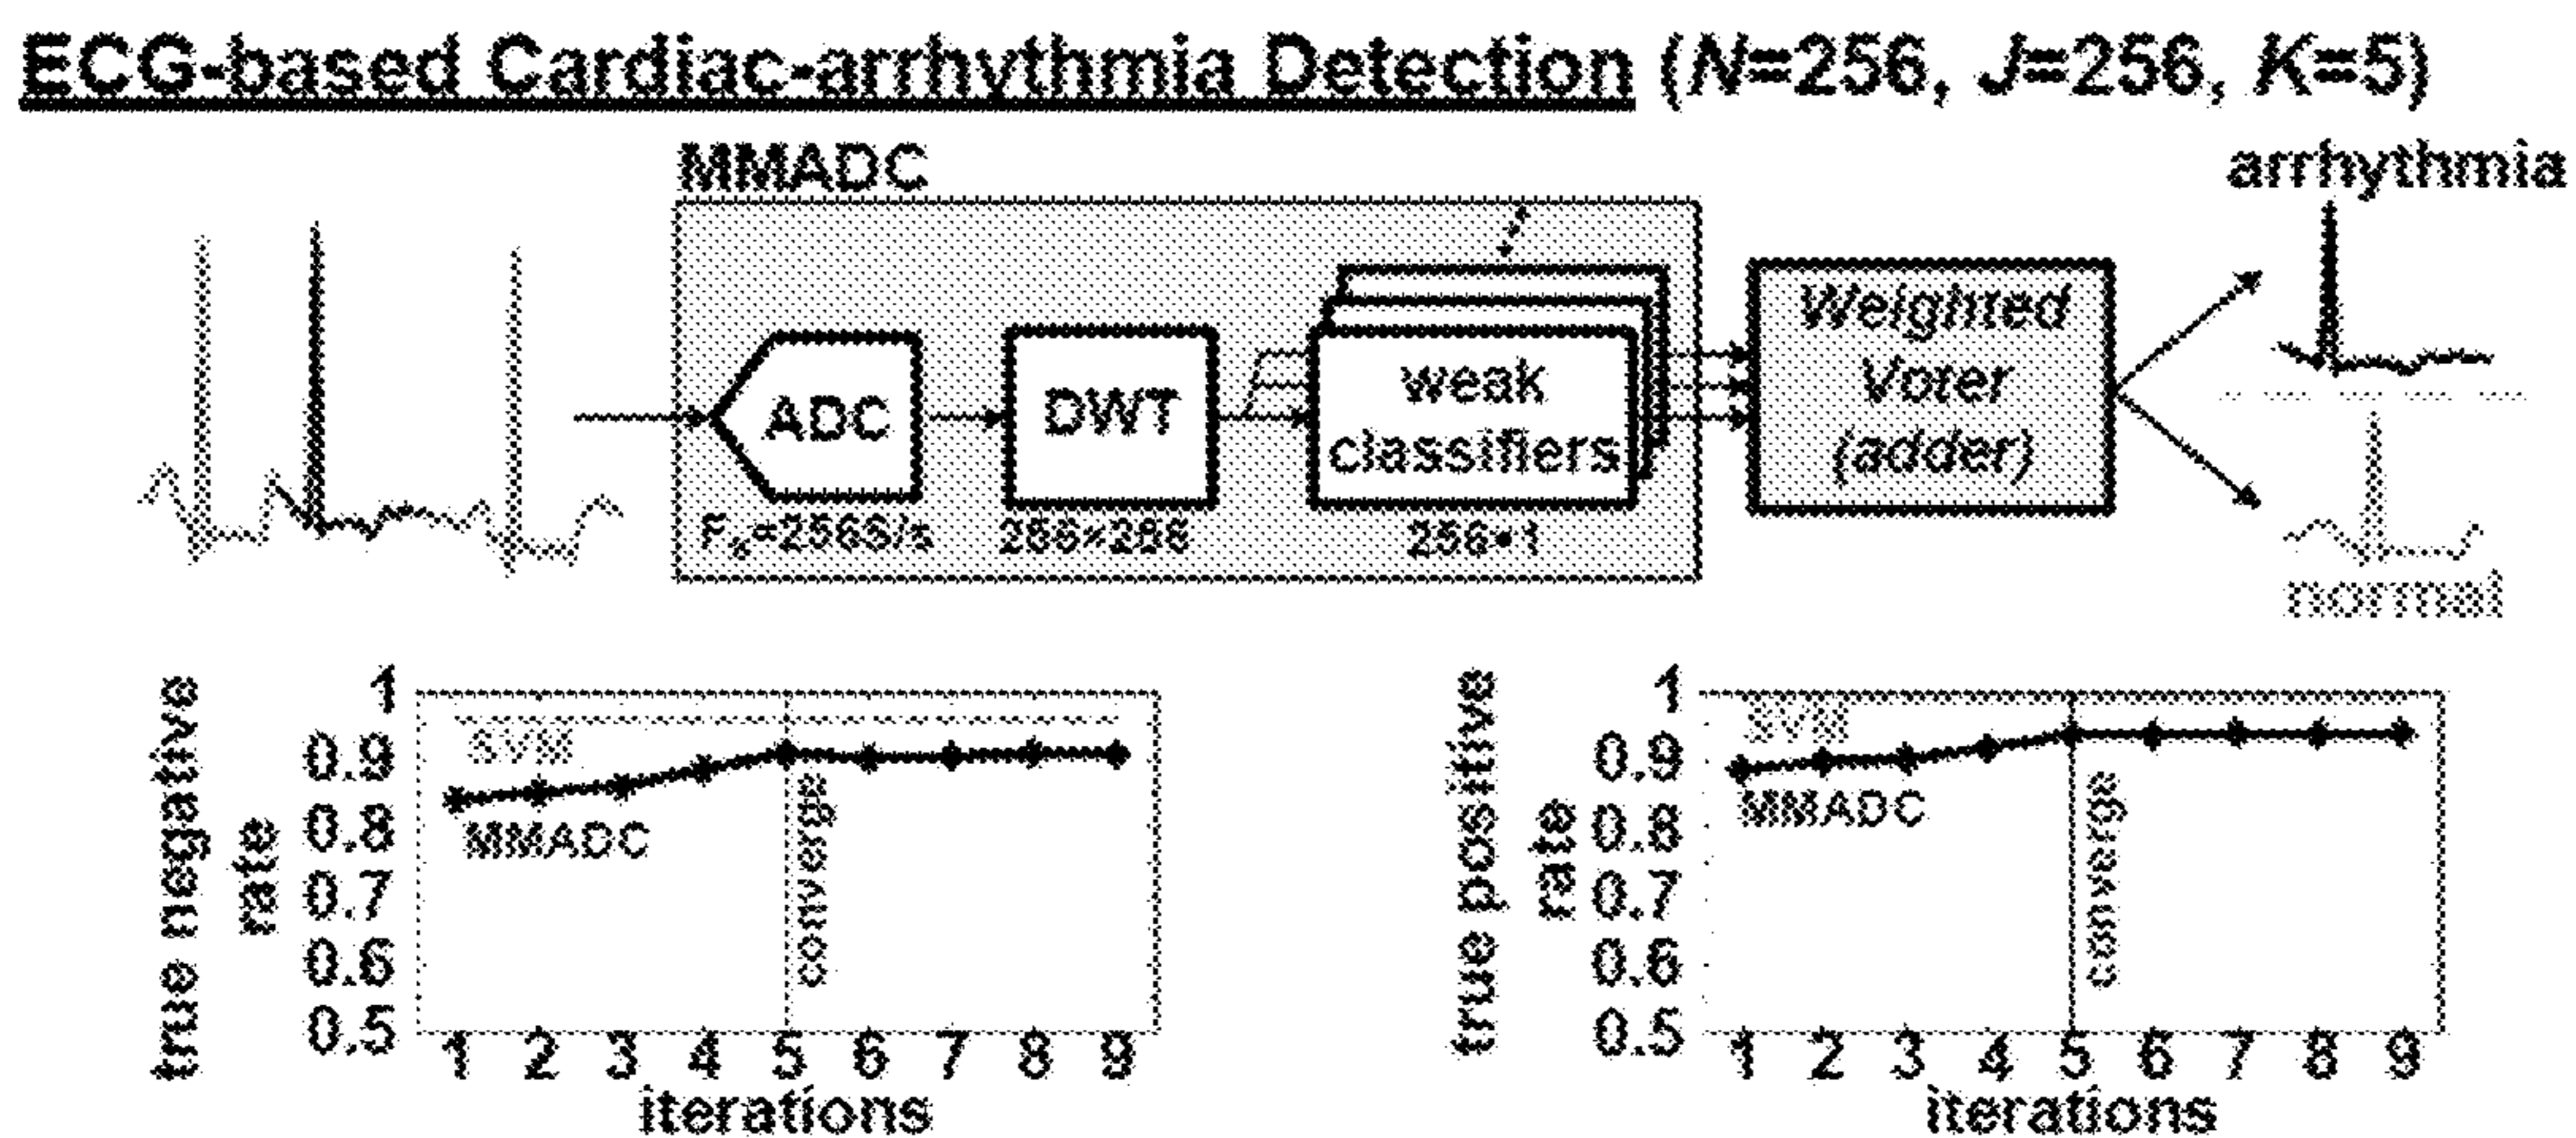 ECG-based Cardiac-arrhythmia Detection (N=256, J=256, K=5)
MMADC
arrhythmia
ADC
DWT
weak
classifiers
Weighted
Voter
(adder)
Fs=256S/s
256×256
256×1
normal
true negative
rate
1
0.9
0.8
0.7
0.6
0.5
SVM
MMADC
converge
1 2 3 4 5 6 7 8 9
iterations
true positive
rate
1
0.9
0.8
0.7
0.6
0.5
SVM
MMADC
converge
1 2 3 4 5 6 7 8 9
iterations